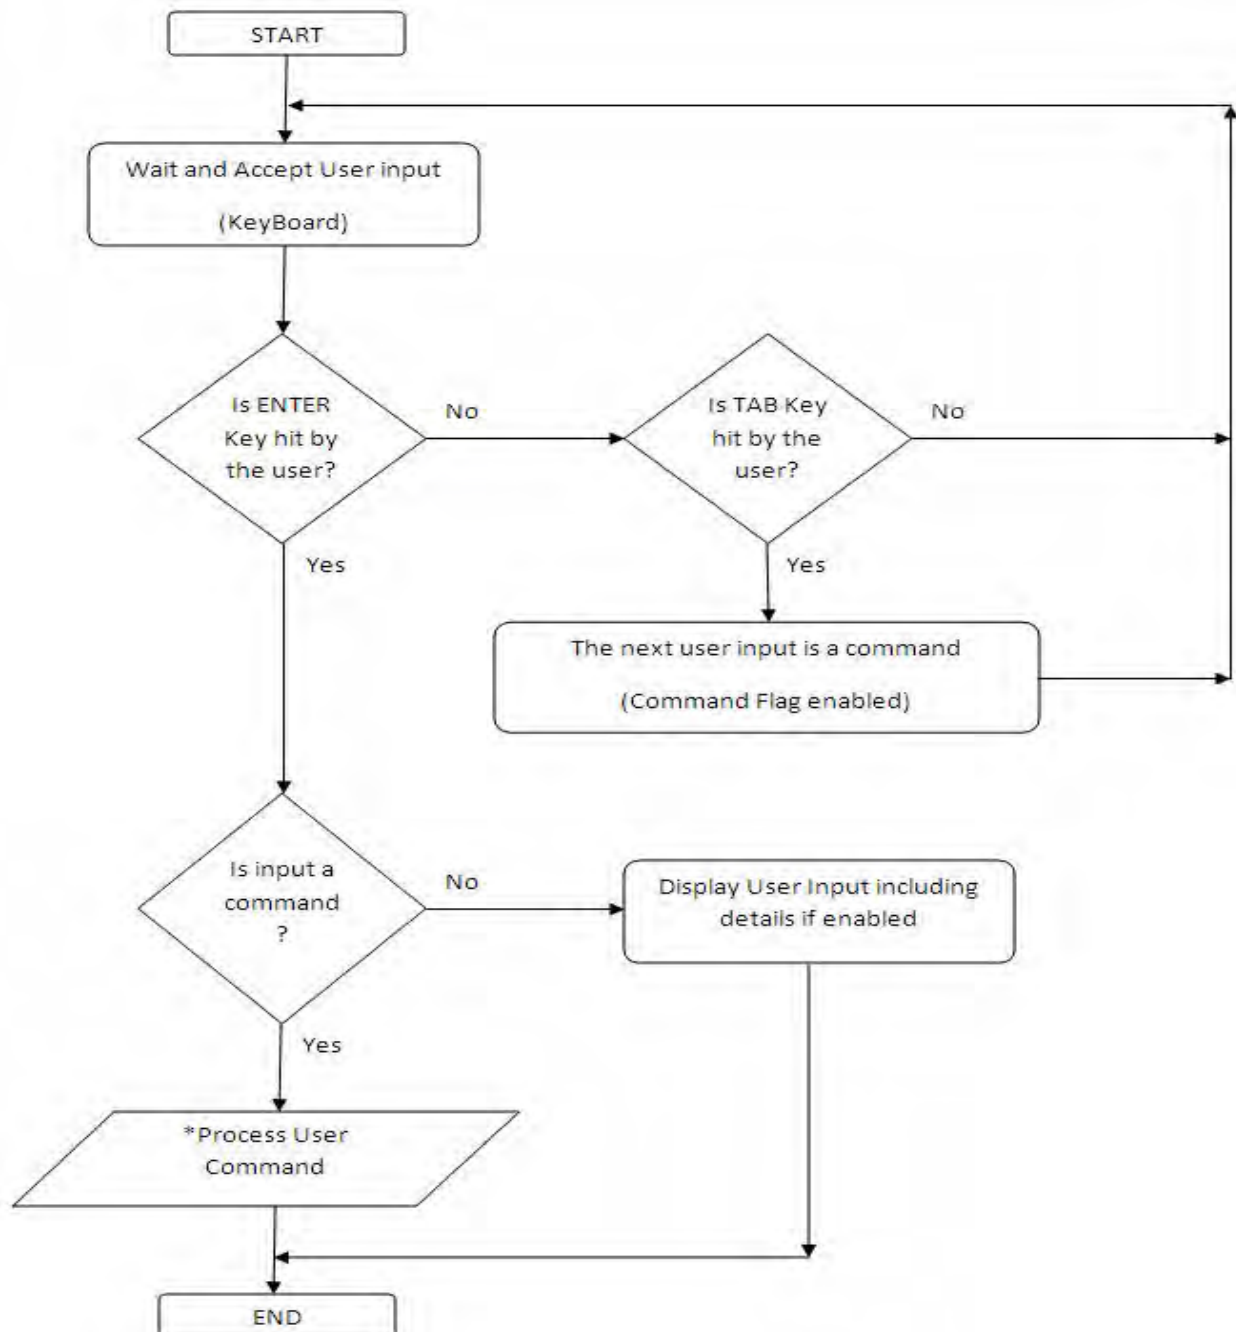 START
Wait and Accept User input
(KeyBoard)
Is ENTER
Key hit by
the user?
No
Is TAB Key
hit by the
user?
No
Yes
Yes
The next user input is a command
(Command Flag enabled)
Is input a
command
?
No
Display User Input including
details if enabled
Yes
*Process User
Command
END